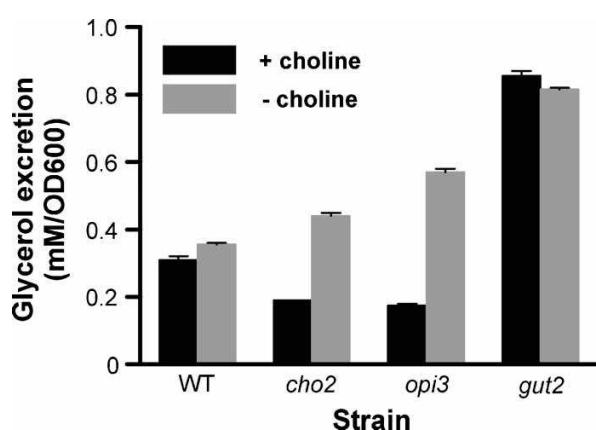 Glycerol excretion
(mM/OD600)
1.0
0.8
0.6
0.4
0.2
0
+ choline
- choline
WT cho2 opi3 gut2
Strain